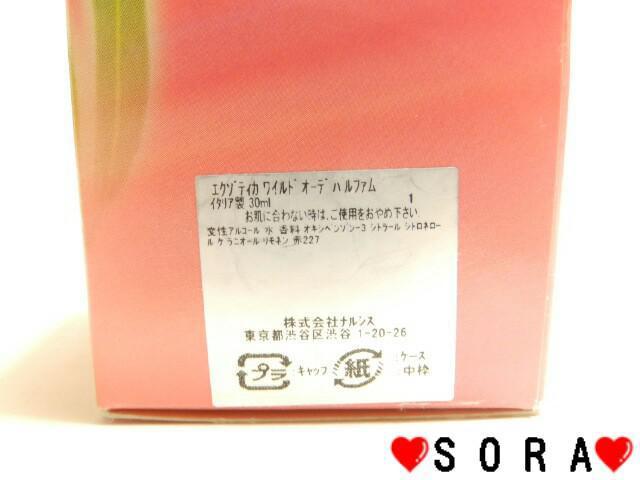 エクゾティカ ワイルド オーデ ハ ルファム
イタリア製 30ml 1
お肌に合わない時は、ご使用をおやめ下さい
変性アルコール 水 香料 オキシヘンゾン-3 シトラール シトロネロー
ル ケ ラニオール リモネン 赤227
株式会社ナルシス
東京都渋谷区渋谷 1-20-26
プラ キャップ 紙 ケース
中枠
❤SORA❤